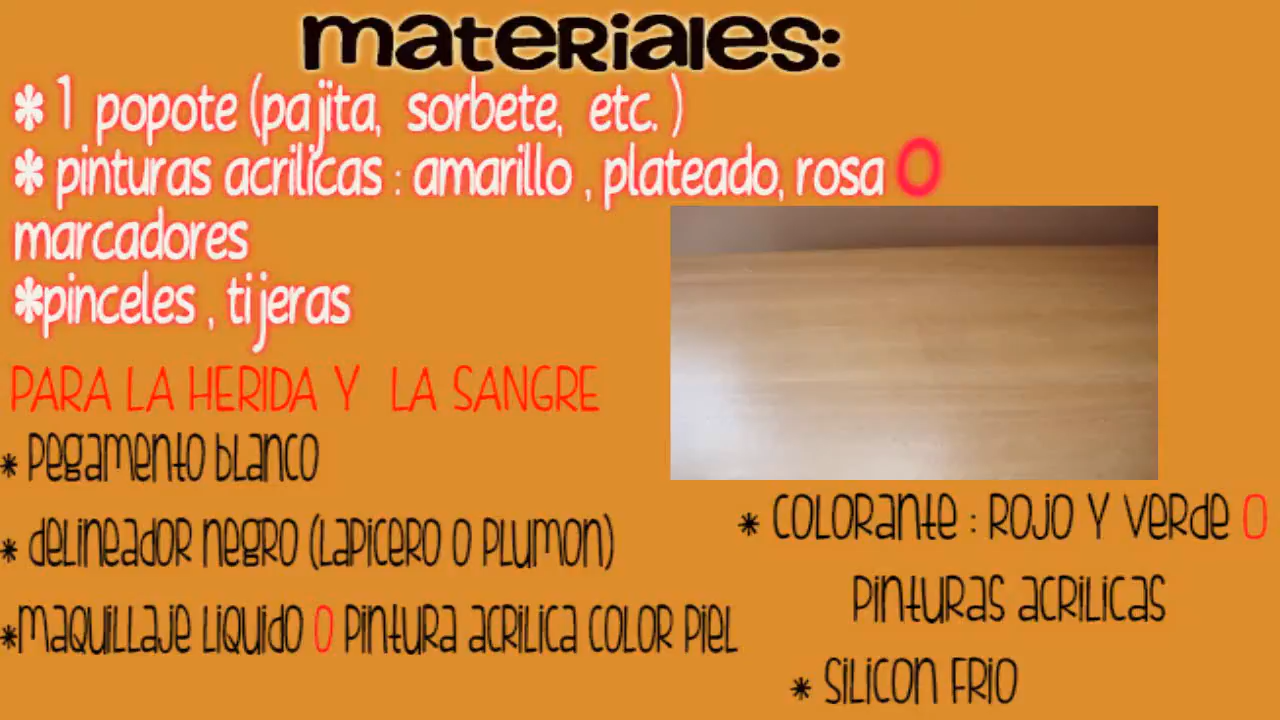 materiales:
* 1 popote (pajita, sorbete, etc. )
* pinturas acrilicas : amarillo , plateado, rosa O
marcadores
*pinceles , tijeras
PARA LA HERIDA Y LA SANGRE
* pegamento blanco
* delineador negro (lapicero o plumon)
*maquillaje liquido o pintura acrilica color piel
* colorante : rojo y verde o
pinturas acrilicas
* silicon frio